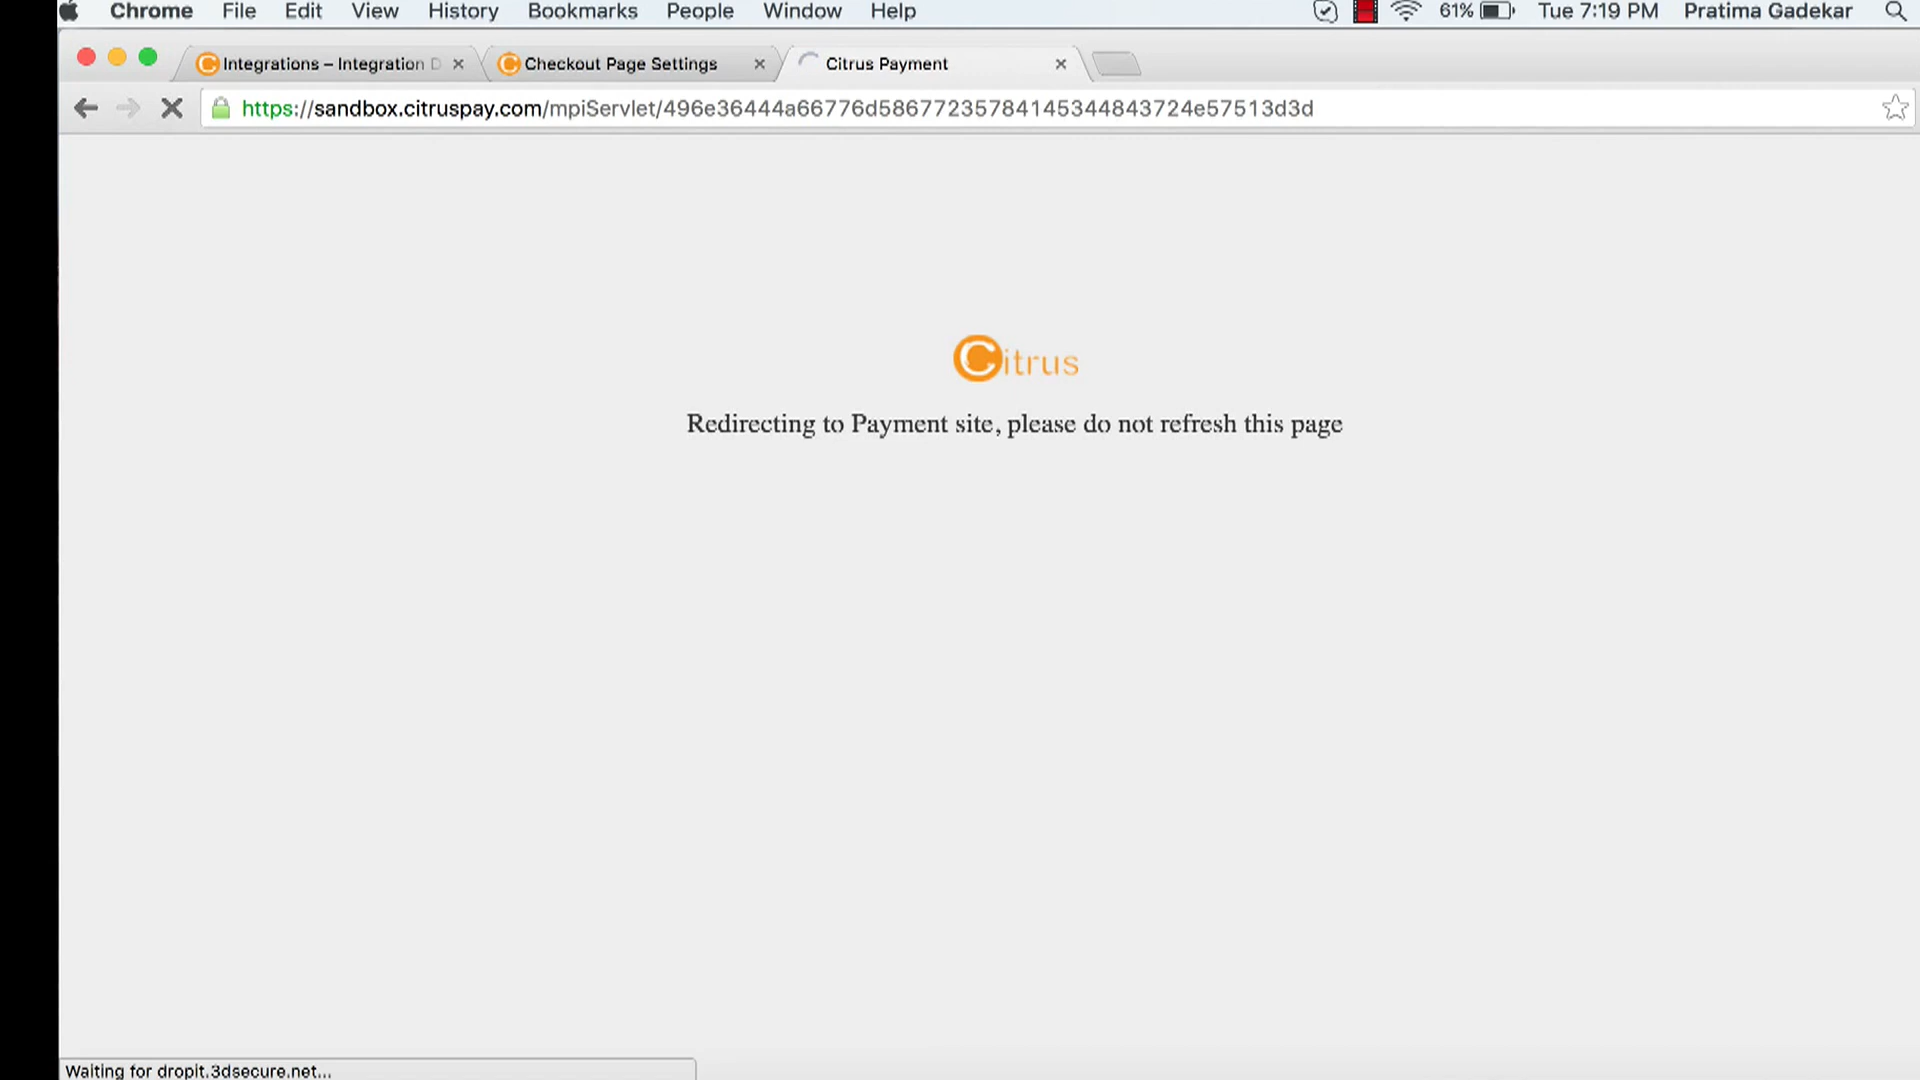 Chrome File Edit View History Bookmarks People Window Help 61% Tue 7:19 PM Pratima Gadekar
Integrations – Integration D Checkout Page Settings Citrus Payment
https://sandbox.citruspay.com/mpiServlet/496e36444a66776d58677235784145344843724e57513d3d
Citrus
Redirecting to Payment site, please do not refresh this page
Waiting for dropit.3dsecure.net...